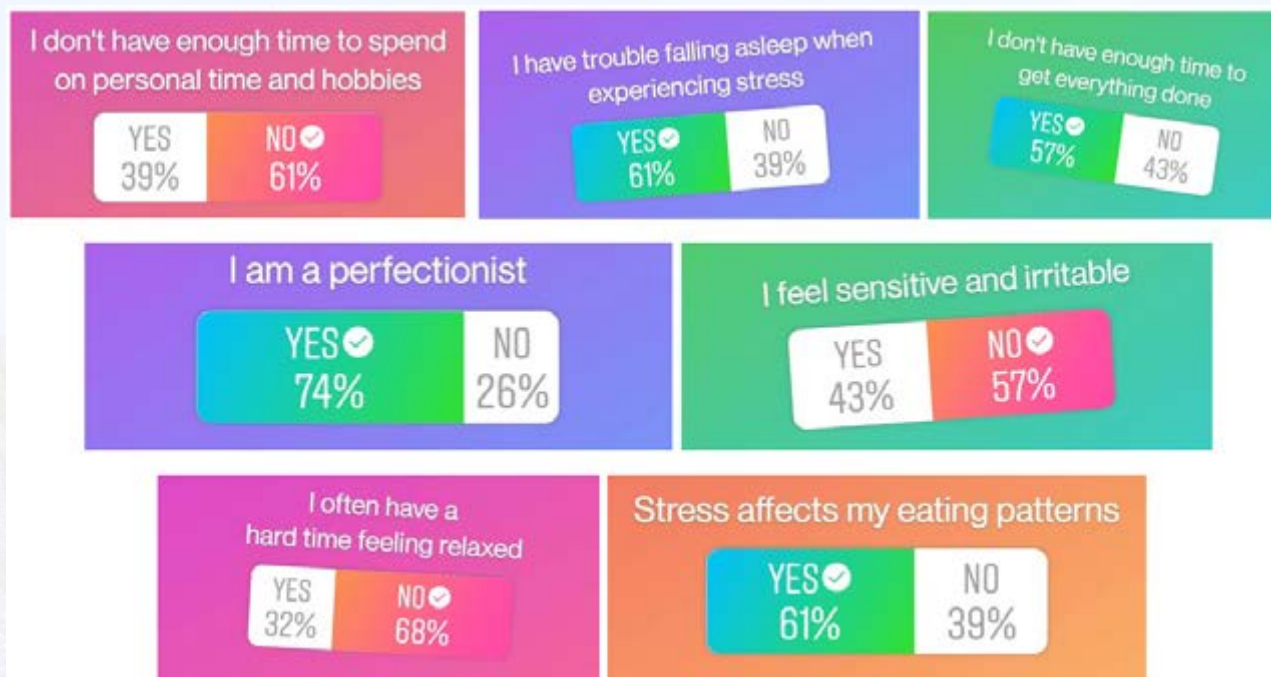 I don't have enough time to spend
on personal time and hobbies
YES
39%
NO
61%
I have trouble falling asleep when
experiencing stress
YES
61%
NO
39%
I don't have enough time to
get everything done
YES
57%
NO
43%
I am a perfectionist
YES
74%
NO
26%
I feel sensitive and irritable
YES
43%
NO
57%
I often have a
hard time feeling relaxed
YES
32%
NO
68%
Stress affects my eating patterns
YES
61%
NO
39%